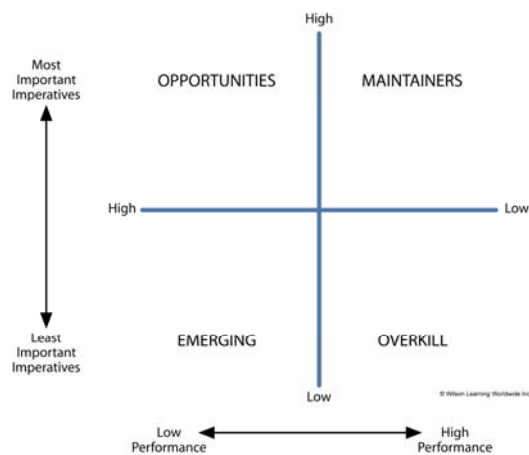 High
Most
Important
Imperatives
OPPORTUNITIES
MAINTAINERS
High
Low
Least
Important
Imperatives
EMERGING
OVERKILL
Low
© Wilson Learning Worldwide Inc
Low
Performance
High
Performance